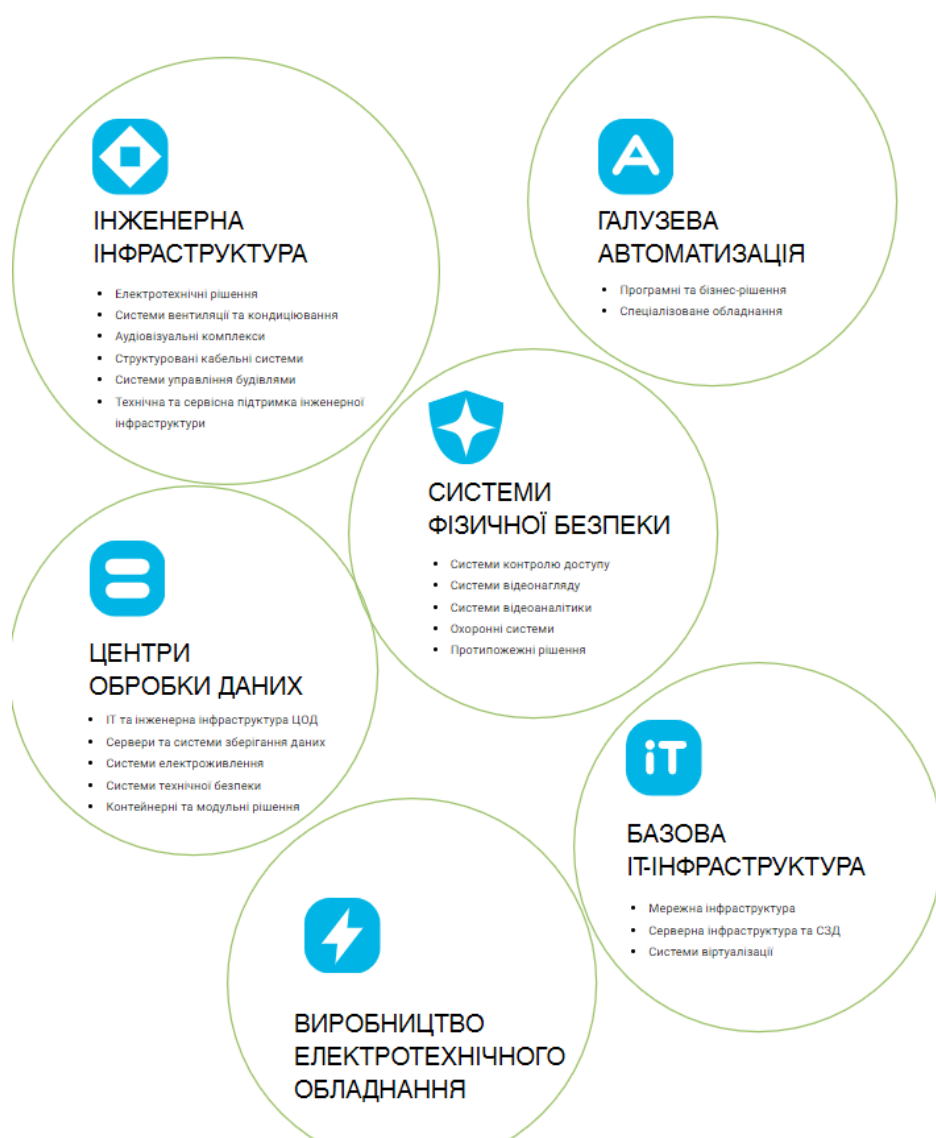 ІНЖЕНЕРНА
ІНФРАСТРУКТУРА
• Електротехнічні рішення
• Системи вентиляції та кондиціювання
• Аудіовізуальні комплекси
• Структуровані кабельні системи
• Системи управління будівлями
• Технічна та сервісна підтримка інженерної
інфраструктури
ГАЛУЗЕВА
АВТОМАТИЗАЦІЯ
• Програмні та бізнес-рішення
• Спеціалізоване обладнання
СИСТЕМИ
ФІЗИЧНОЇ БЕЗПЕКИ
• Системи контролю доступу
• Системи відеонагляду
• Системи відеоаналітики
• Охоронні системи
• Протипожежні рішення
ЦЕНТРИ
ОБРОБКИ ДАНИХ
• ІТ та інженерна інфраструктура ЦОД
• Сервери та системи зберігання даних
• Системи електроживлення
• Системи технічної безпеки
• Контейнерні та модульні рішення
iT
БАЗОВА
ІТ-ІНФРАСТРУКТУРА
• Мережна інфраструктура
• Серверна інфраструктура та СЗД
• Системи віртуалізації
ВИРОБНИЦТВО
ЕЛЕКТРОТЕХНІЧНОГО
ОБЛАДНАННЯ